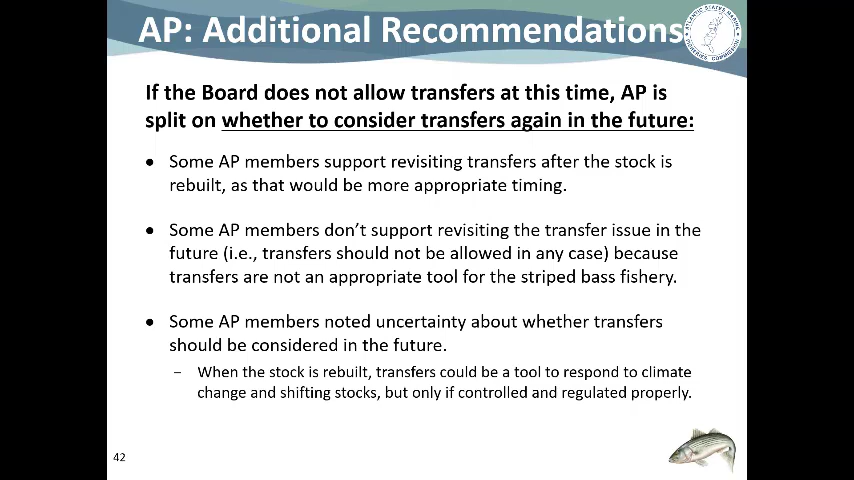 AP: Additional Recommendations
ATLANTIC STATES MARINE
FISHERIES COMMISSION
If the Board does not allow transfers at this time, AP is
split on whether to consider transfers again in the future:
● Some AP members support revisiting transfers after the stock is
rebuilt, as that would be more appropriate timing.
● Some AP members don’t support revisiting the transfer issue in the
future (i.e., transfers should not be allowed in any case) because
transfers are not an appropriate tool for the striped bass fishery.
● Some AP members noted uncertainty about whether transfers
should be considered in the future.
− When the stock is rebuilt, transfers could be a tool to respond to climate
change and shifting stocks, but only if controlled and regulated properly.
42